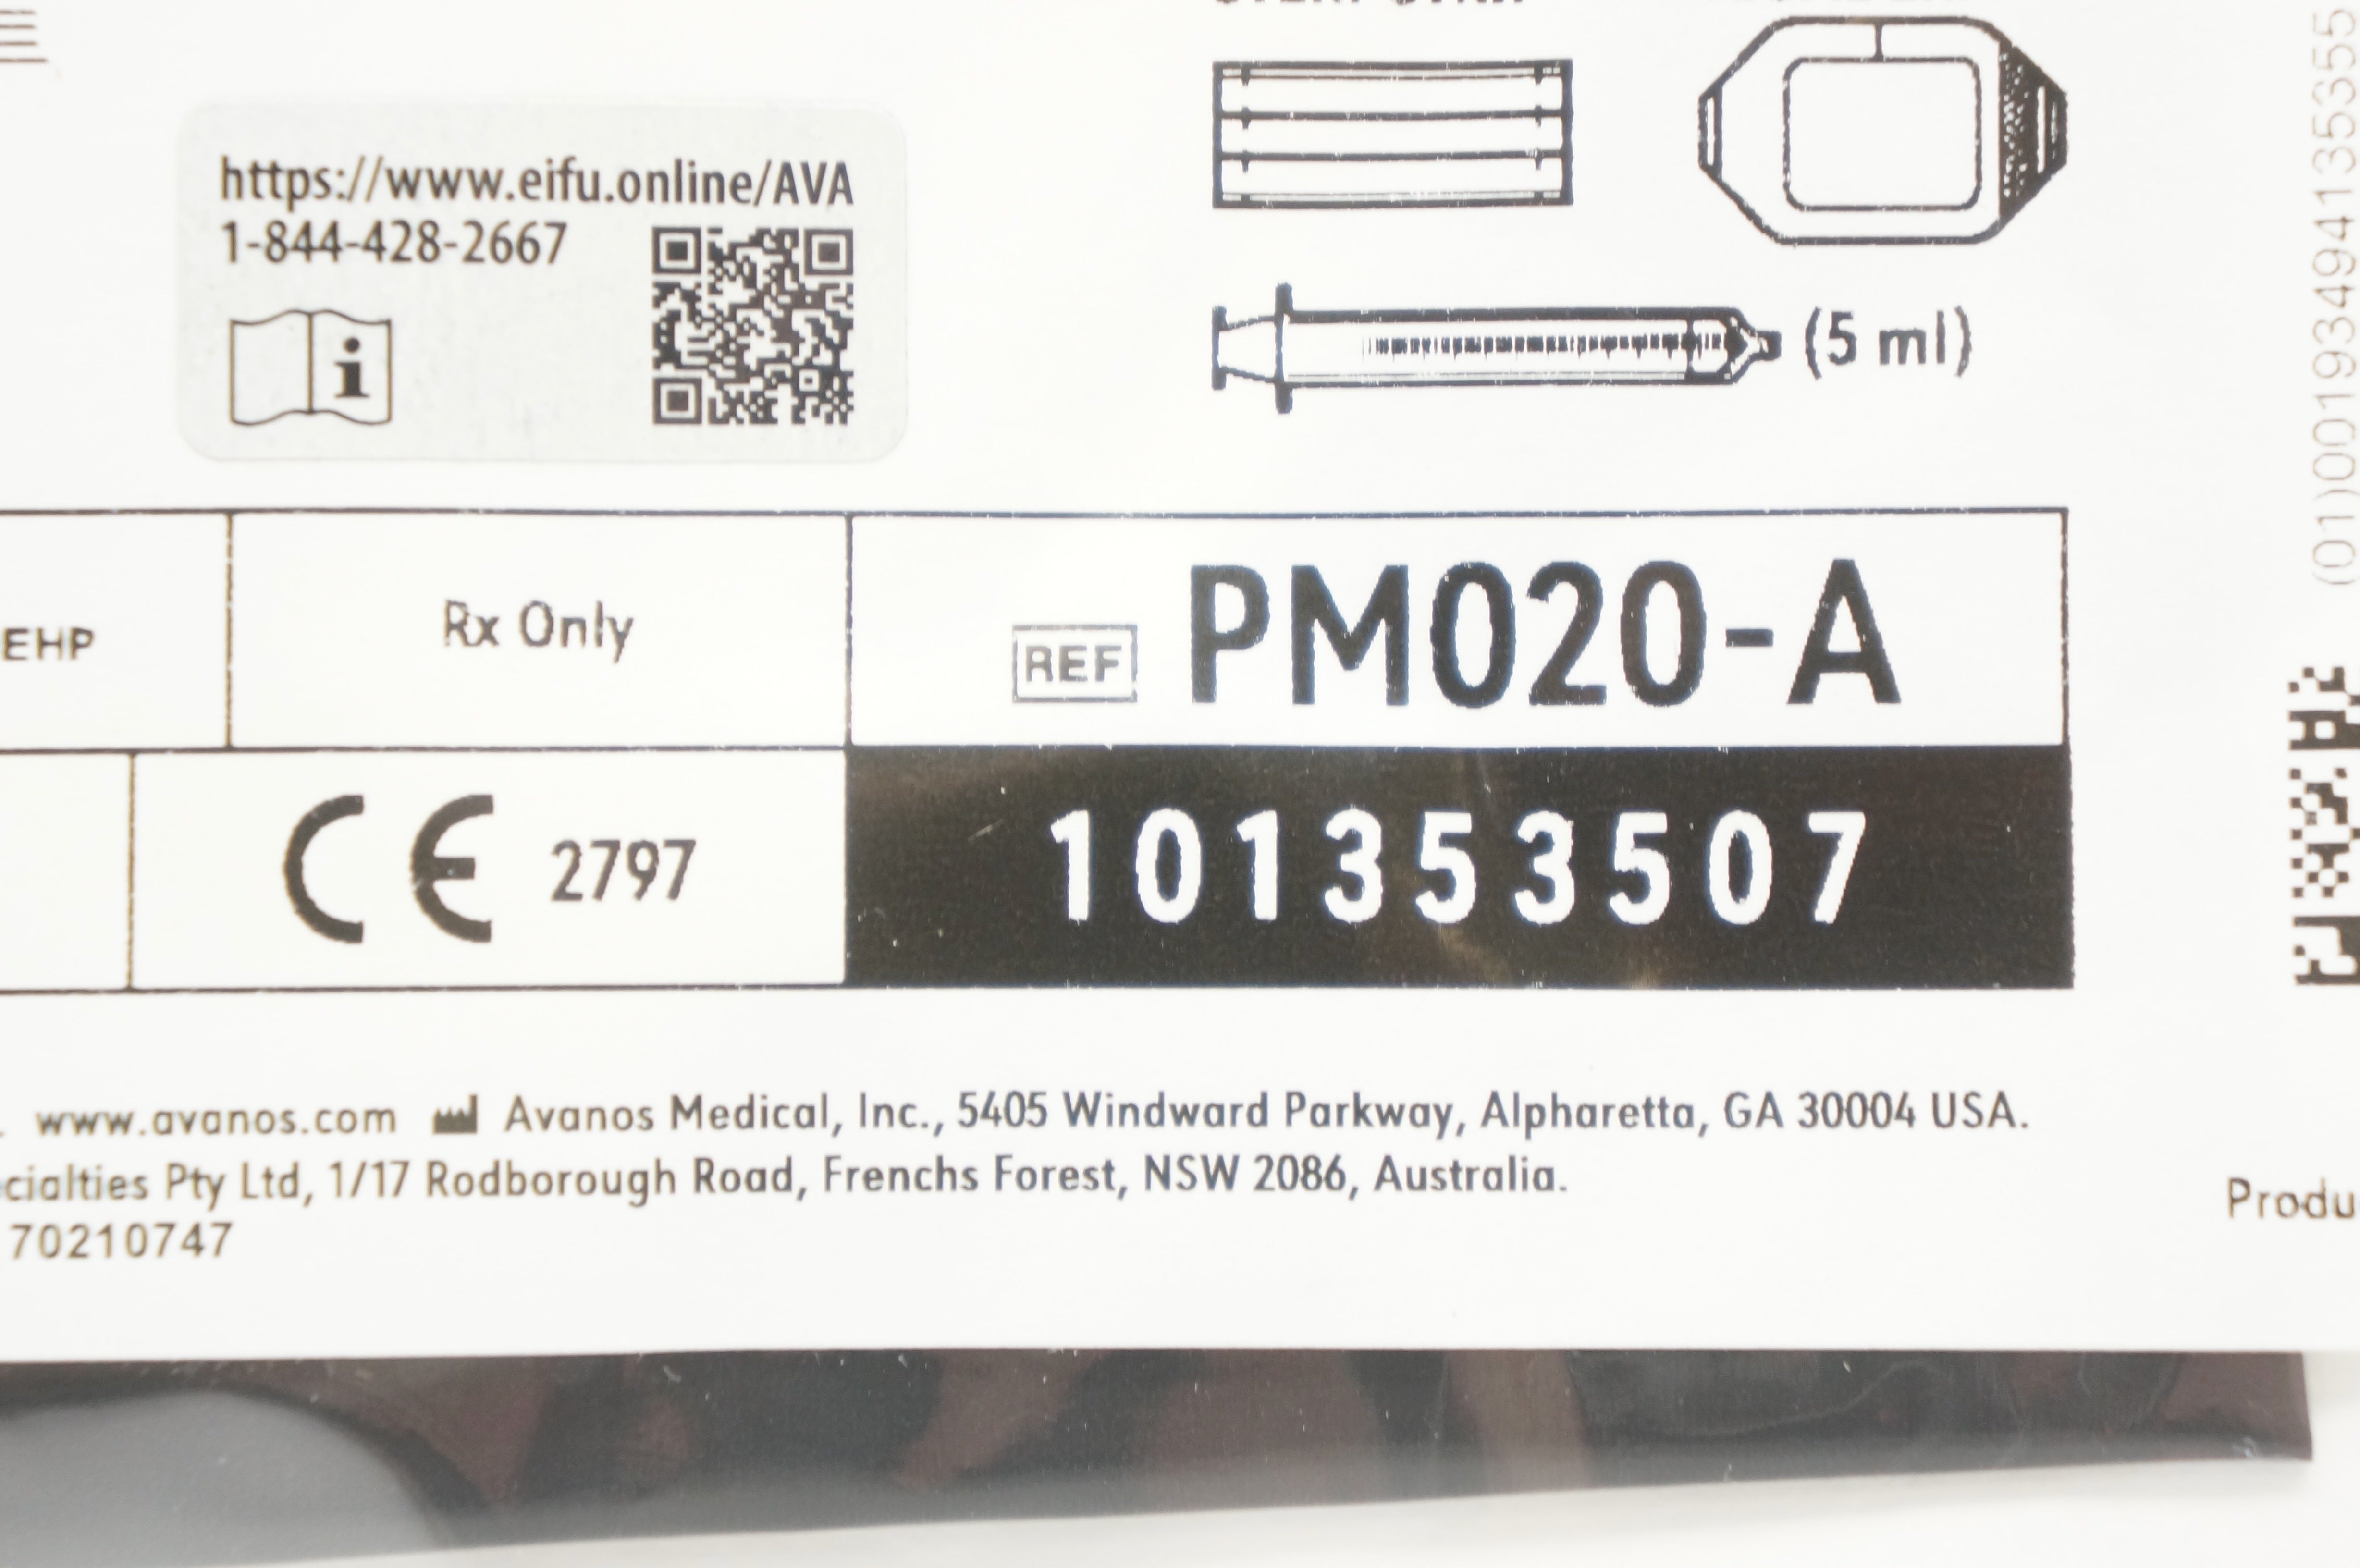 https://www.eifu.online/AVA
1-844-428-2667
i
(5 ml)
EHP
Rx Only
REF PM020-A
CE 2797
101353507
www.avanos.com Avanos Medical, Inc., 5405 Windward Parkway, Alpharetta, GA 30004 USA.
cialties Pty Ltd, 1/17 Rodborough Road, Frenchs Forest, NSW 2086, Australia.
70210747
Produ
(01)00193494135355